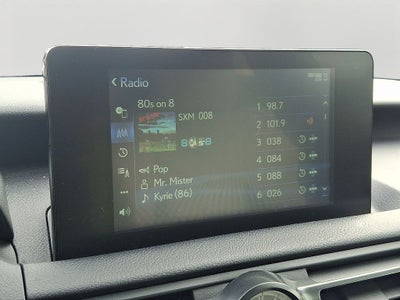 Radio
80s on 8
SXM 008
Pop
Mr. Mister
Kyrie (86)
1 98.7
2 101.9
3 038
4 084
5 088
6 026